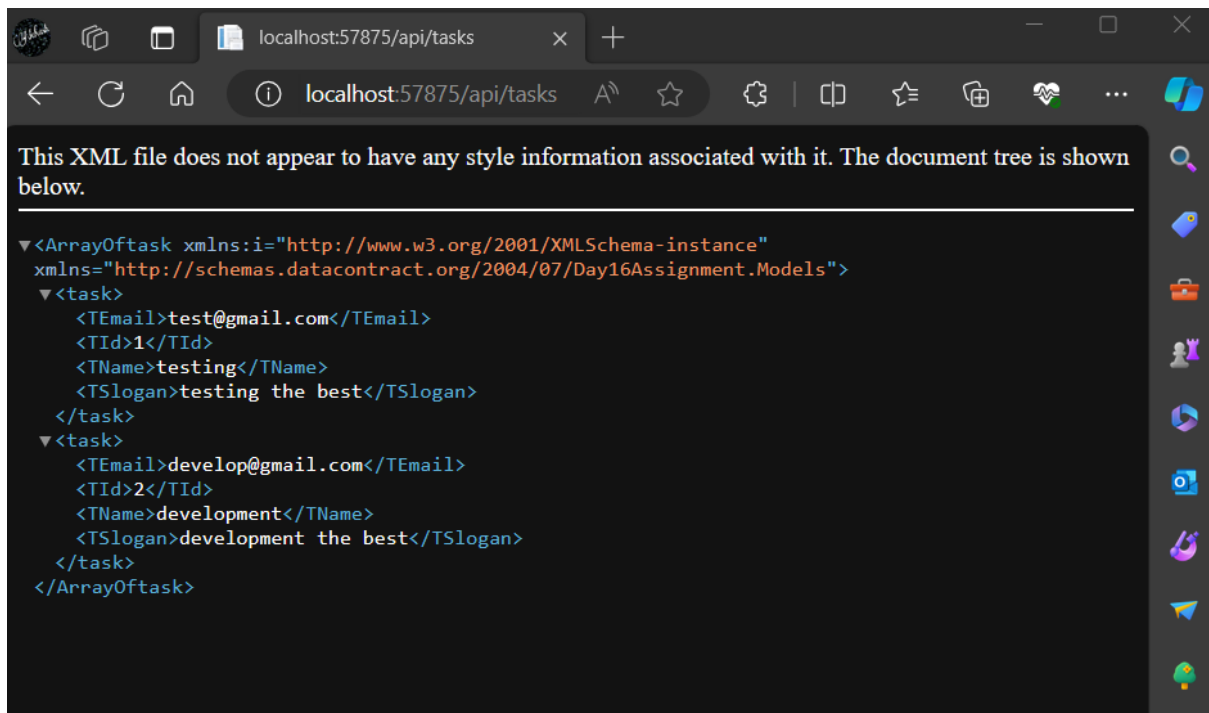 localhost:57875/api/tasks
localhost:57875/api/tasks
This XML file does not appear to have any style information associated with it. The document tree is shown
below.
▼<ArrayOftask xmlns:i="http://www.w3.org/2001/XMLSchema-instance"
xmlns="http://schemas.datacontract.org/2004/07/Day16Assignment.Models">
▼<task>
<TEmail>test@gmail.com</TEmail>
<TId>1</TId>
<TName>testing</TName>
<TSlogan>testing the best</TSlogan>
</task>
▼<task>
<TEmail>develop@gmail.com</TEmail>
<TId>2</TId>
<TName>development</TName>
<TSlogan>development the best</TSlogan>
</task>
</ArrayOftask>